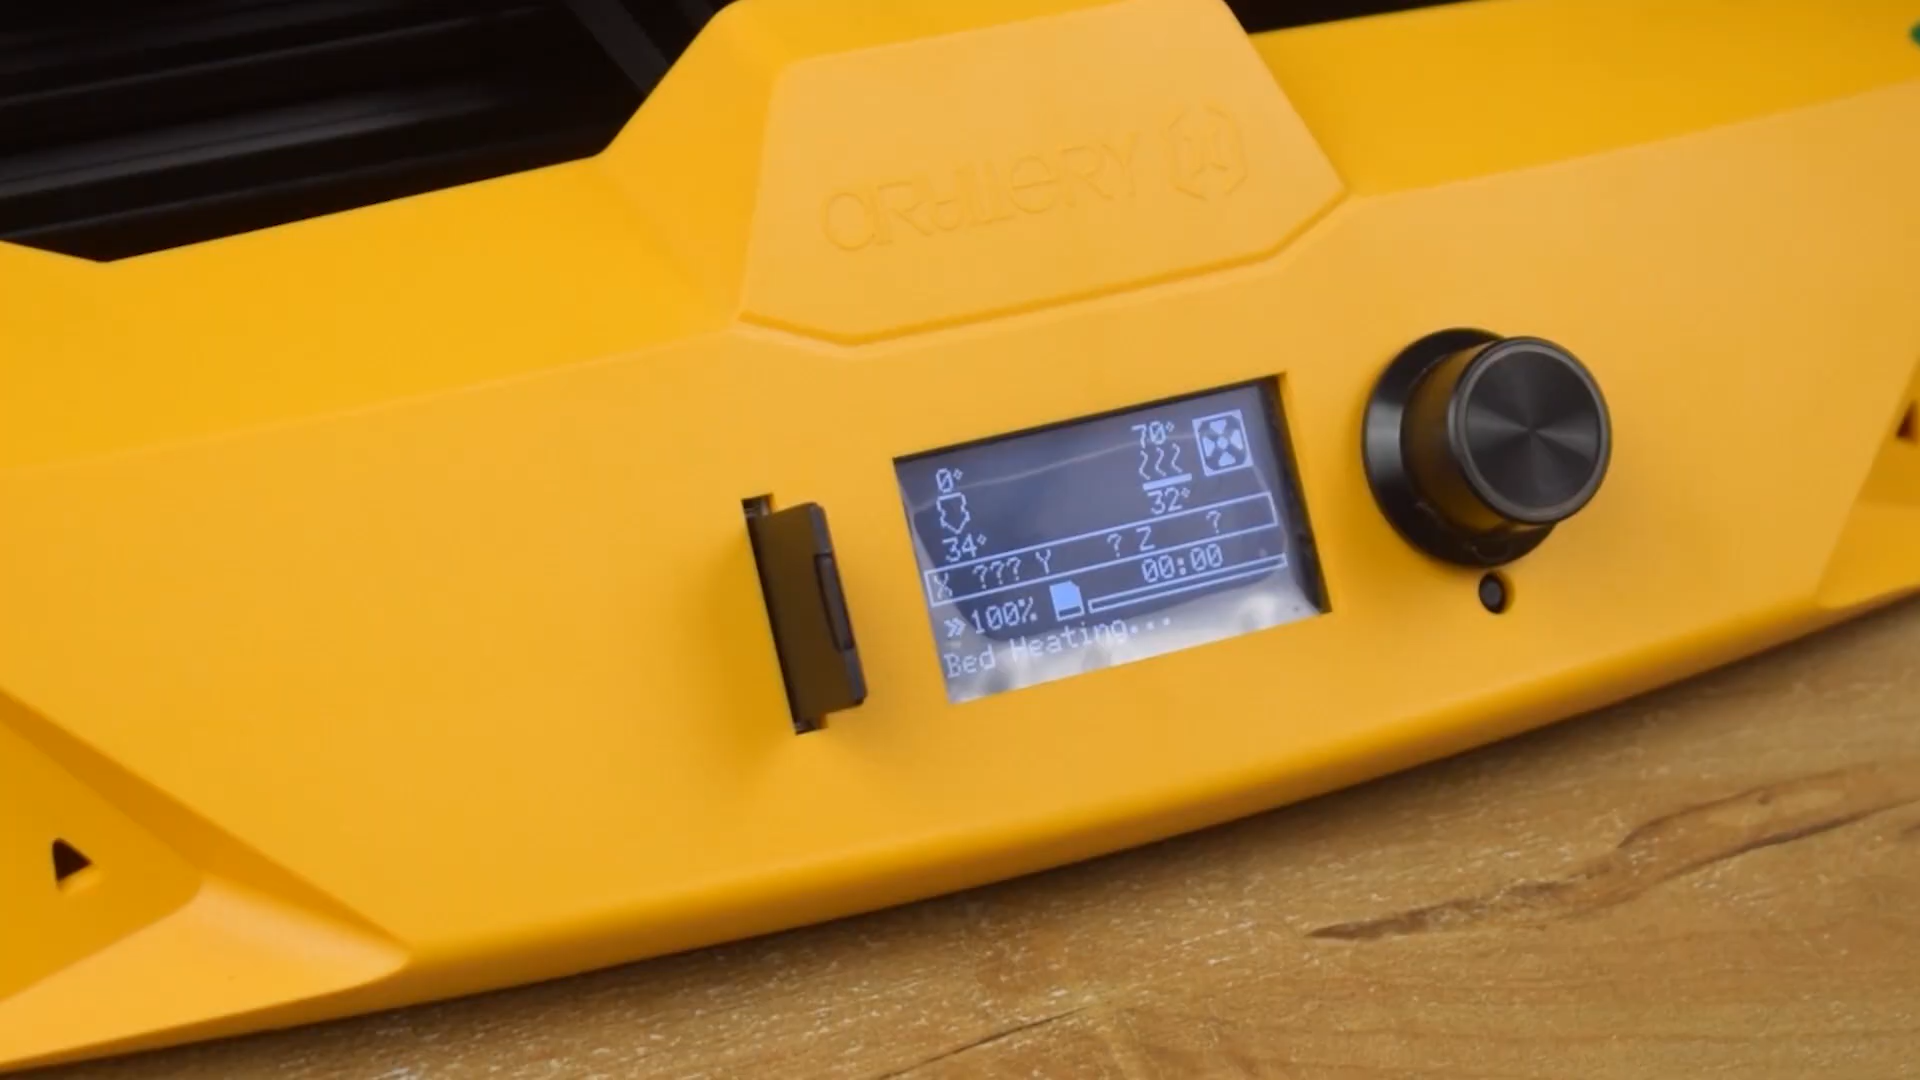 ARTILLERY
0° 70°
34° 32°
X ??? Y ? Z ?
100% 00:00
Bed Heating...